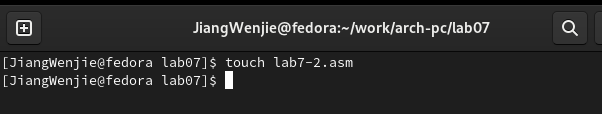 JiangWenjie@fedora:~/work/arch-pc/lab07
[JiangWenjie@fedora lab07]$ touch lab7-2.asm
[JiangWenjie@fedora lab07]$